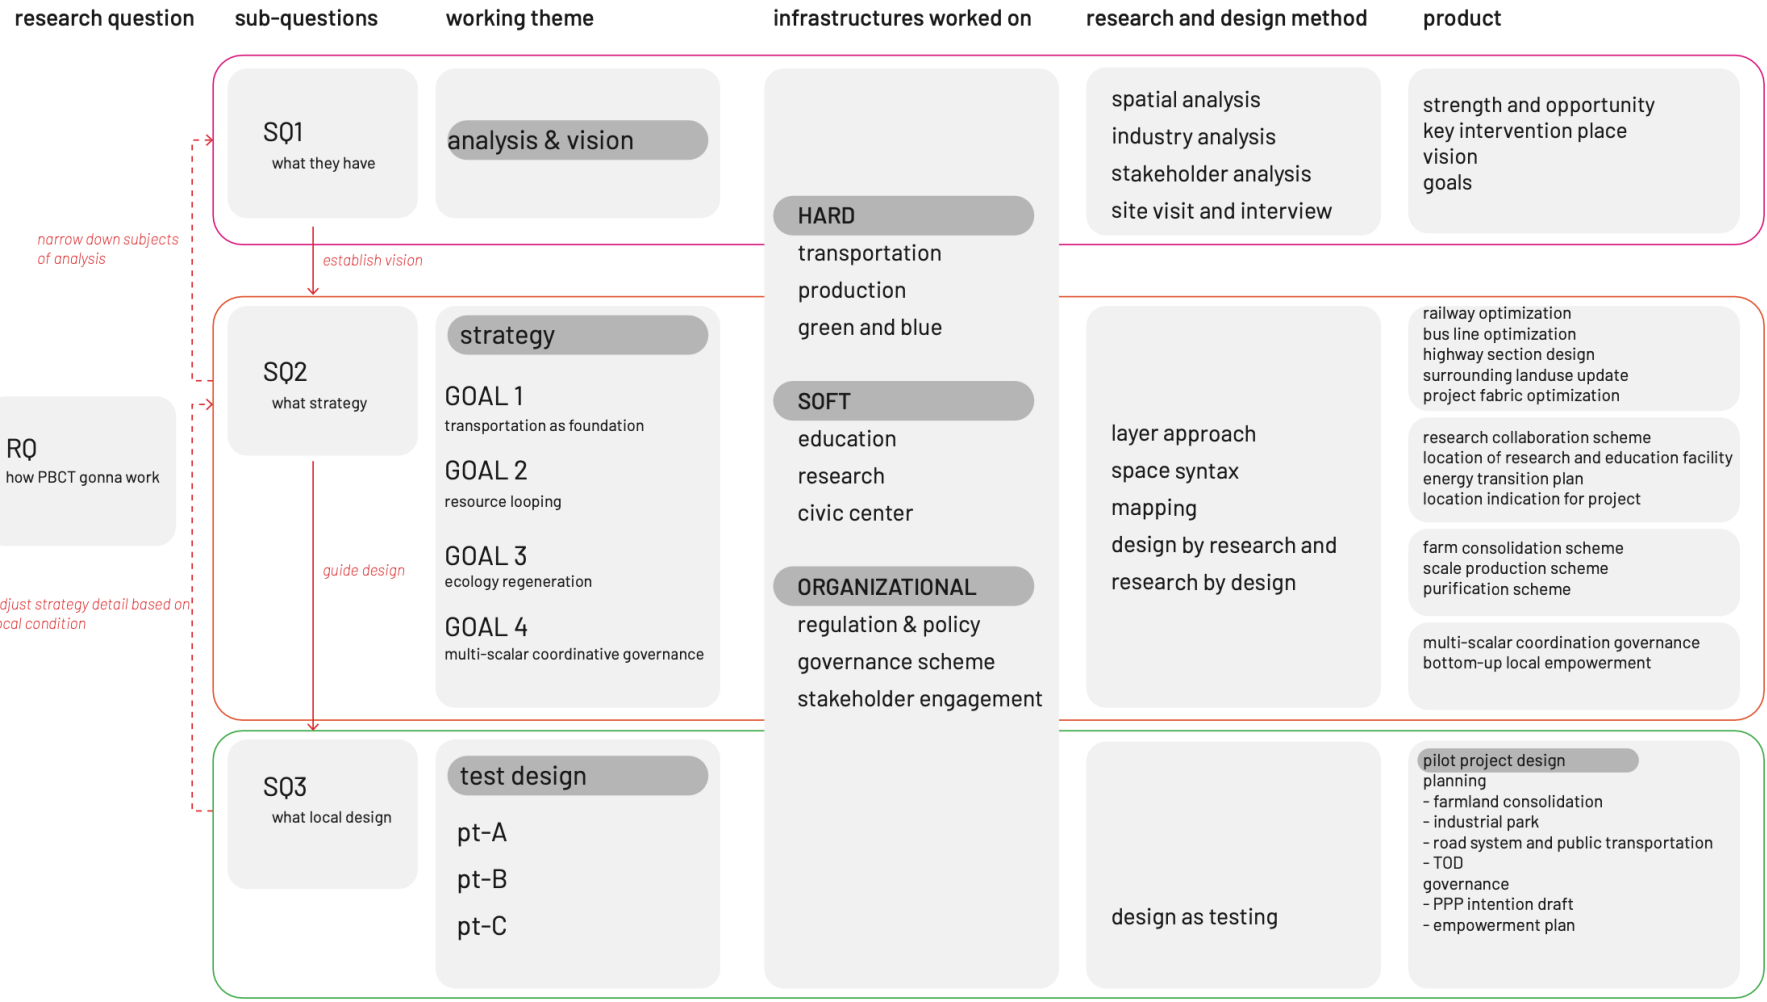 research question
sub-questions
working theme
infrastructures worked on
research and design method
product
RQ
how PBCT gonna work
narrow down subjects
of analysis
djust strategy detail based on
ocal condition
SQ1
what they have
establish vision
analysis & vision
spatial analysis
industry analysis
stakeholder analysis
site visit and interview
strength and opportunity
key intervention place
vision
goals
SQ2
what strategy
guide design
strategy
GOAL 1
transportation as foundation
GOAL 2
resource looping
GOAL 3
ecology regeneration
GOAL 4
multi-scalar coordinative governance
HARD
transportation
production
green and blue
SOFT
education
research
civic center
ORGANIZATIONAL
regulation & policy
governance scheme
stakeholder engagement
layer approach
space syntax
mapping
design by research and
research by design
railway optimization
bus line optimization
highway section design
surrounding landuse update
project fabric optimization
research collaboration scheme
location of research and education facility
energy transition plan
location indication for project
farm consolidation scheme
scale production scheme
purification scheme
multi-scalar coordination governance
bottom-up local empowerment
SQ3
what local design
test design
pt-A
pt-B
pt-C
design as testing
pilot project design
planning
- farmland consolidation
- industrial park
- road system and public transportation
- TOD
governance
- PPP intention draft
- empowerment plan